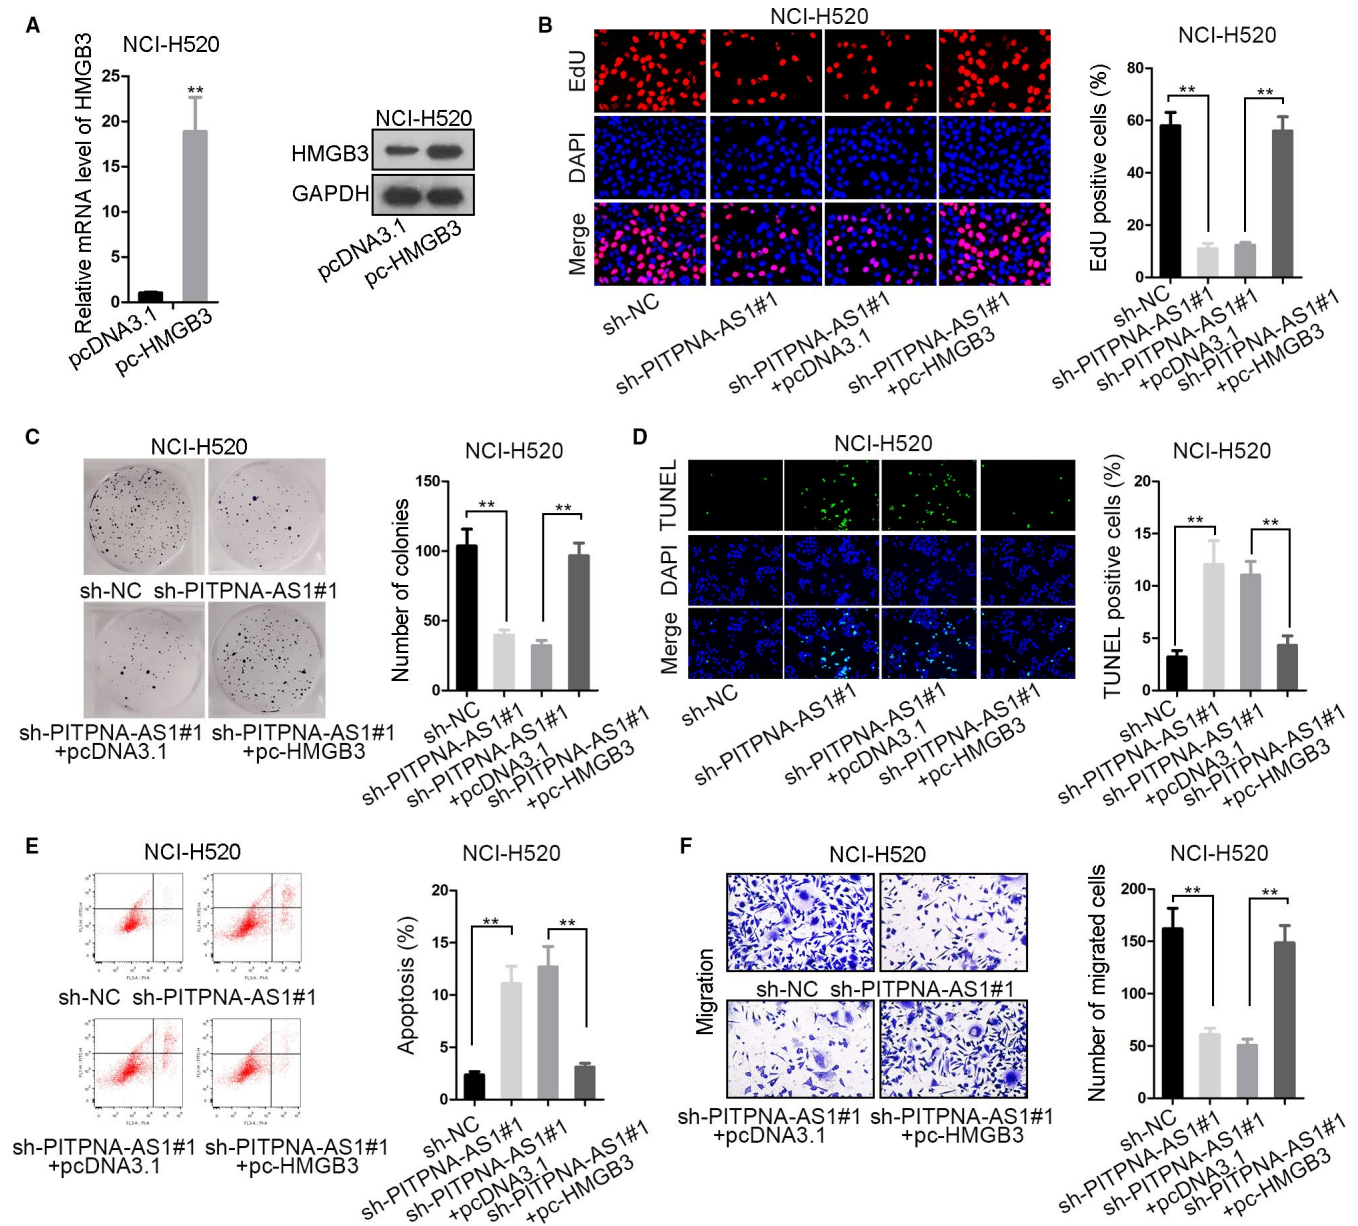 A
NCI-H520
Relative mRNA level of HMGB3
25
20
15
10
5
0
**
pcDNA3.1
pc-HMGB3
NCI-H520
HMGB3
GAPDH
pcDNA3.1
pc-HMGB3
B
NCI-H520
EdU
DAPI
Merge
sh-NC
sh-PITPNA-AS1#1
sh-PITPNA-AS1#1
+pcDNA3.1
sh-PITPNA-AS1#1
+pc-HMGB3
NCI-H520
EdU positive cells (%)
80
60
40
20
0
**
**
sh-NC
sh-PITPNA-AS1#1
sh-PITPNA-AS1#1
+pcDNA3.1
sh-PITPNA-AS1#1
+pc-HMGB3
C
NCI-H520
sh-NC sh-PITPNA-AS1#1
sh-PITPNA-AS1#1 sh-PITPNA-AS1#1
+pcDNA3.1 +pc-HMGB3
NCI-H520
Number of colonies
150
100
50
0
**
**
sh-NC
sh-PITPNA-AS1#1
sh-PITPNA-AS1#1
+pcDNA3.1
sh-PITPNA-AS1#1
+pc-HMGB3
D
NCI-H520
TUNEL
DAPI
Merge
sh-NC
sh-PITPNA-AS1#1
sh-PITPNA-AS1#1
+pcDNA3.1
sh-PITPNA-AS1#1
+pc-HMGB3
NCI-H520
TUNEL positive cells (%)
20
15
10
5
0
**
**
sh-NC
sh-PITPNA-AS1#1
sh-PITPNA-AS1#1
+pcDNA3.1
sh-PITPNA-AS1#1
+pc-HMGB3
E
NCI-H520
sh-NC sh-PITPNA-AS1#1
sh-PITPNA-AS1#1 sh-PITPNA-AS1#1
+pcDNA3.1 +pc-HMGB3
NCI-H520
Apoptosis (%)
20
15
10
5
0
**
**
sh-NC
sh-PITPNA-AS1#1
sh-PITPNA-AS1#1
+pcDNA3.1
sh-PITPNA-AS1#1
+pc-HMGB3
F
NCI-H520
Migration
sh-NC sh-PITPNA-AS1#1
sh-PITPNA-AS1#1 sh-PITPNA-AS1#1
+pcDNA3.1 +pc-HMGB3
NCI-H520
Number of migrated cells
200
150
100
50
0
**
**
sh-NC
sh-PITPNA-AS1#1
sh-PITPNA-AS1#1
+pcDNA3.1
sh-PITPNA-AS1#1
+pc-HMGB3